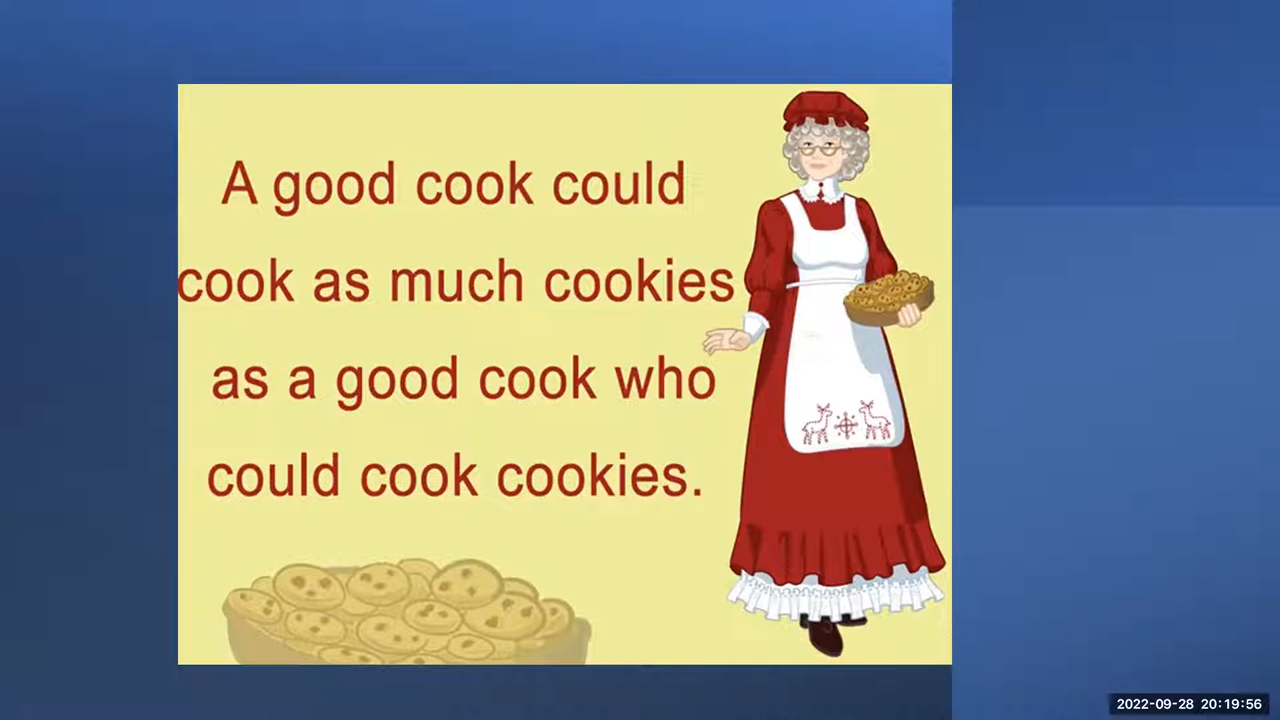 A good cook could
cook as much cookies
as a good cook who
could cook cookies.
2022-09-28 20:19:56